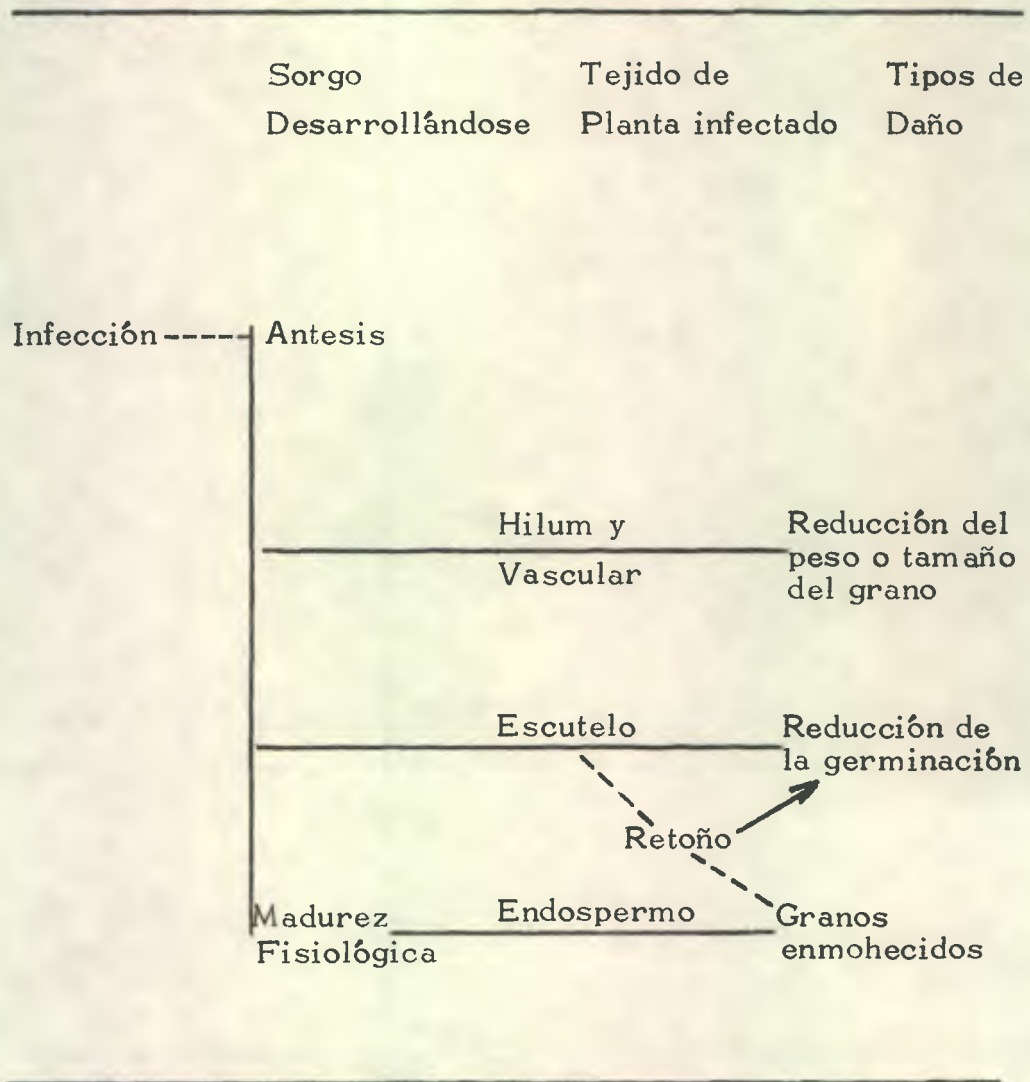 Sorgo
Desarrollándose
Tejido de
Planta infectado
Tipos de
Daño
Infección
Antesis
Hilum y
Vascular
Reducción del
peso o tamaño
del grano
Escutelo
Reducción de
la germinación
Retoño
Madurez
Fisiológica
Endospermo
Granos
enmohecidos